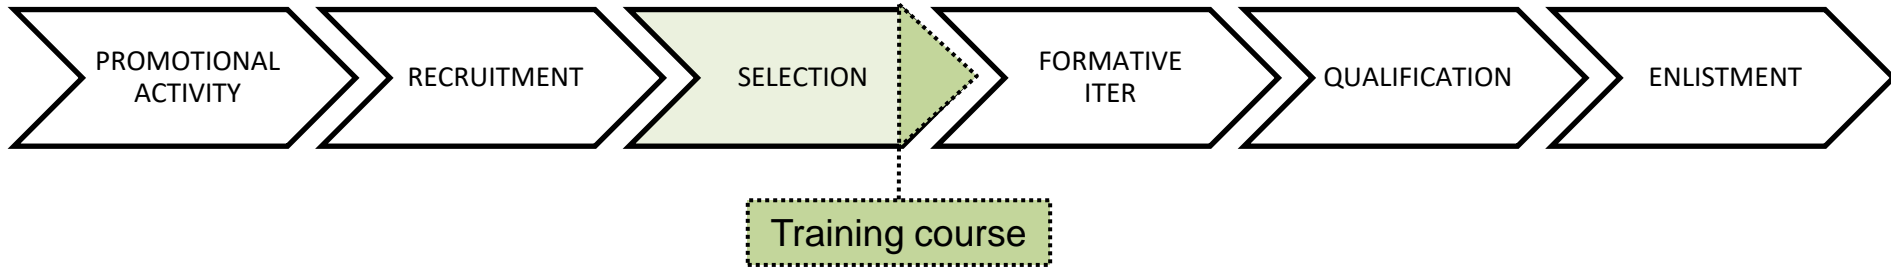 PROMOTIONAL
ACTIVITY
RECRUITMENT
SELECTION
FORMATIVE
ITER
QUALIFICATION
ENLISTMENT
Training course